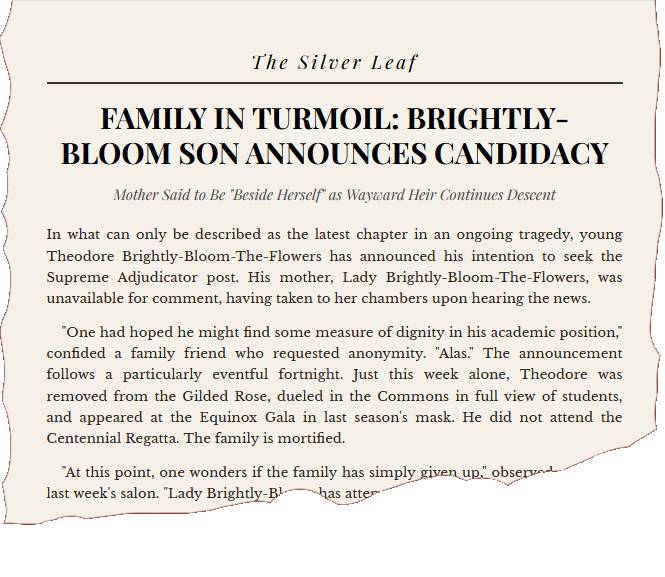 The Silver Leaf
FAMILY IN TURMOIL: BRIGHTLY-
BLOOM SON ANNOUNCES CANDIDACY
Mother Said to Be "Beside Herself" as Wayward Heir Continues Descent
In what can only be described as the latest chapter in an ongoing tragedy, young
Theodore Brightly-Bloom-The-Flowers has announced his intention to seek the
Supreme Adjudicator post. His mother, Lady Brightly-Bloom-The-Flowers, was
unavailable for comment, having taken to her chambers upon hearing the news.
"One had hoped he might find some measure of dignity in his academic position,"
confided a family friend who requested anonymity. "Alas." The announcement
follows a particularly eventful fortnight. Just this week alone, Theodore was
removed from the Gilded Rose, dueled in the Commons in full view of students,
and appeared at the Equinox Gala in last season's mask. He did not attend the
Centennial Regatta. The family is mortified.
"At this point, one wonders if the family has simply given up,"
last week's salon. "Lady has